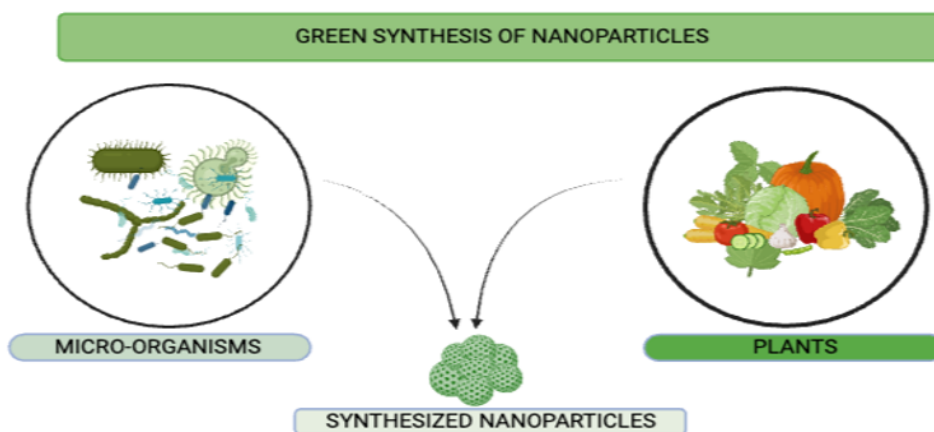 GREEN SYNTHESIS OF NANOPARTICLES
MICRO-ORGANISMS
PLANTS
SYNTHESIZED NANOPARTICLES